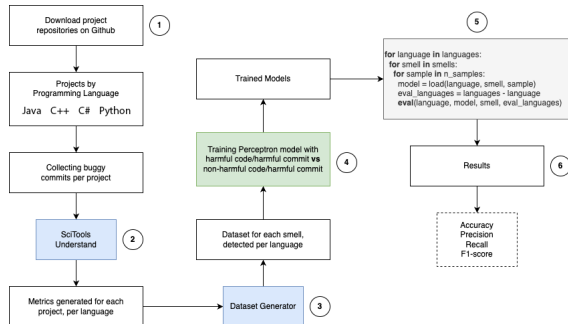 Download project
repositories on Github
1
Projects by
Programming Language
Java C++ C# Python
Collecting buggy
commits per project
SciTools
Understand
2
Metrics generated for each
project, per language
Dataset Generator
3
Dataset for each smell,
detected per language
Training Perceptron model with
harmful code/harmful commit vs
non-harmful code/harmful commit
4
Trained Models
5
for language in languages:
for smell in smells:
for sample in n_samples:
model = load(language, smell, sample)
eval_languages = languages - language
eval(language, model, smell, eval_languages)
Results
6
Accuracy
Precision
Recall
F1-score